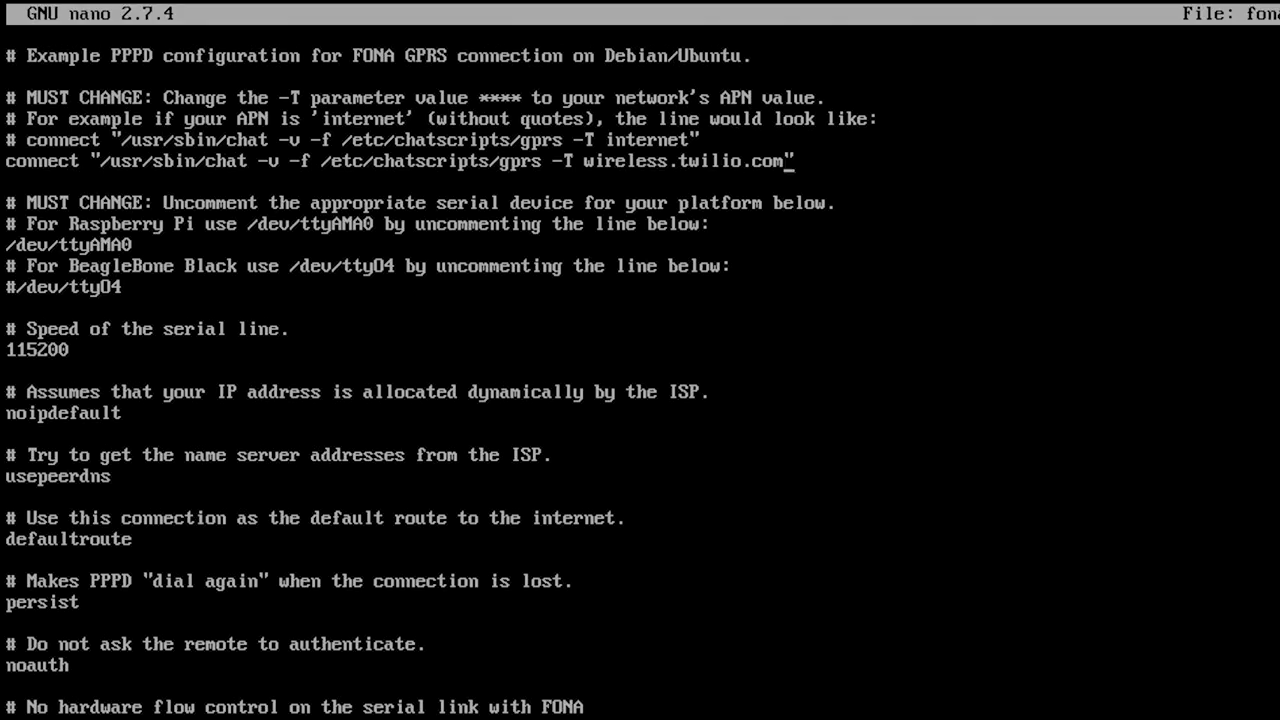 GNU nano 2.7.4 File: fona
# Example PPPD configuration for FONA GPRS connection on Debian/Ubuntu.
# MUST CHANGE: Change the -T parameter value **** to your network's APN value.
# For example if your APN is 'internet' (without quotes), the line would look like:
# connect "/usr/sbin/chat -v -f /etc/chatscripts/gprs -T internet"
connect "/usr/sbin/chat -v -f /etc/chatscripts/gprs -T wireless.twilio.com"
# MUST CHANGE: Uncomment the appropriate serial device for your platform below.
# For Raspberry Pi use /dev/ttyAMA0 by uncommenting the line below:
/dev/ttyAMA0
# For BeagleBone Black use /dev/ttyO4 by uncommenting the line below:
#/dev/ttyO4
# Speed of the serial line.
115200
# Assumes that your IP address is allocated dynamically by the ISP.
noipdefault
# Try to get the name server addresses from the ISP.
usepeerdns
# Use this connection as the default route to the internet.
defaultroute
# Makes PPPD "dial again" when the connection is lost.
persist
# Do not ask the remote to authenticate.
noauth
# No hardware flow control on the serial link with FONA